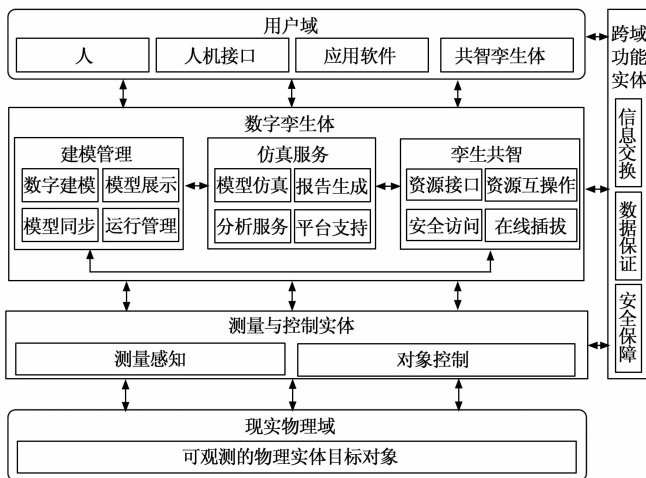 用户域
人
人机接口
应用软件
共智孪生体
数字孪生体
建模管理
数字建模
模型展示
模型同步
运行管理
仿真服务
模型仿真
报告生成
分析服务
平台支持
孪生共智
资源接口
资源互操作
安全访问
在线插拔
测量与控制实体
测量感知
对象控制
现实物理域
可观测的物理实体目标对象
跨域
功能
实体
信息交换
数据保证
安全保障